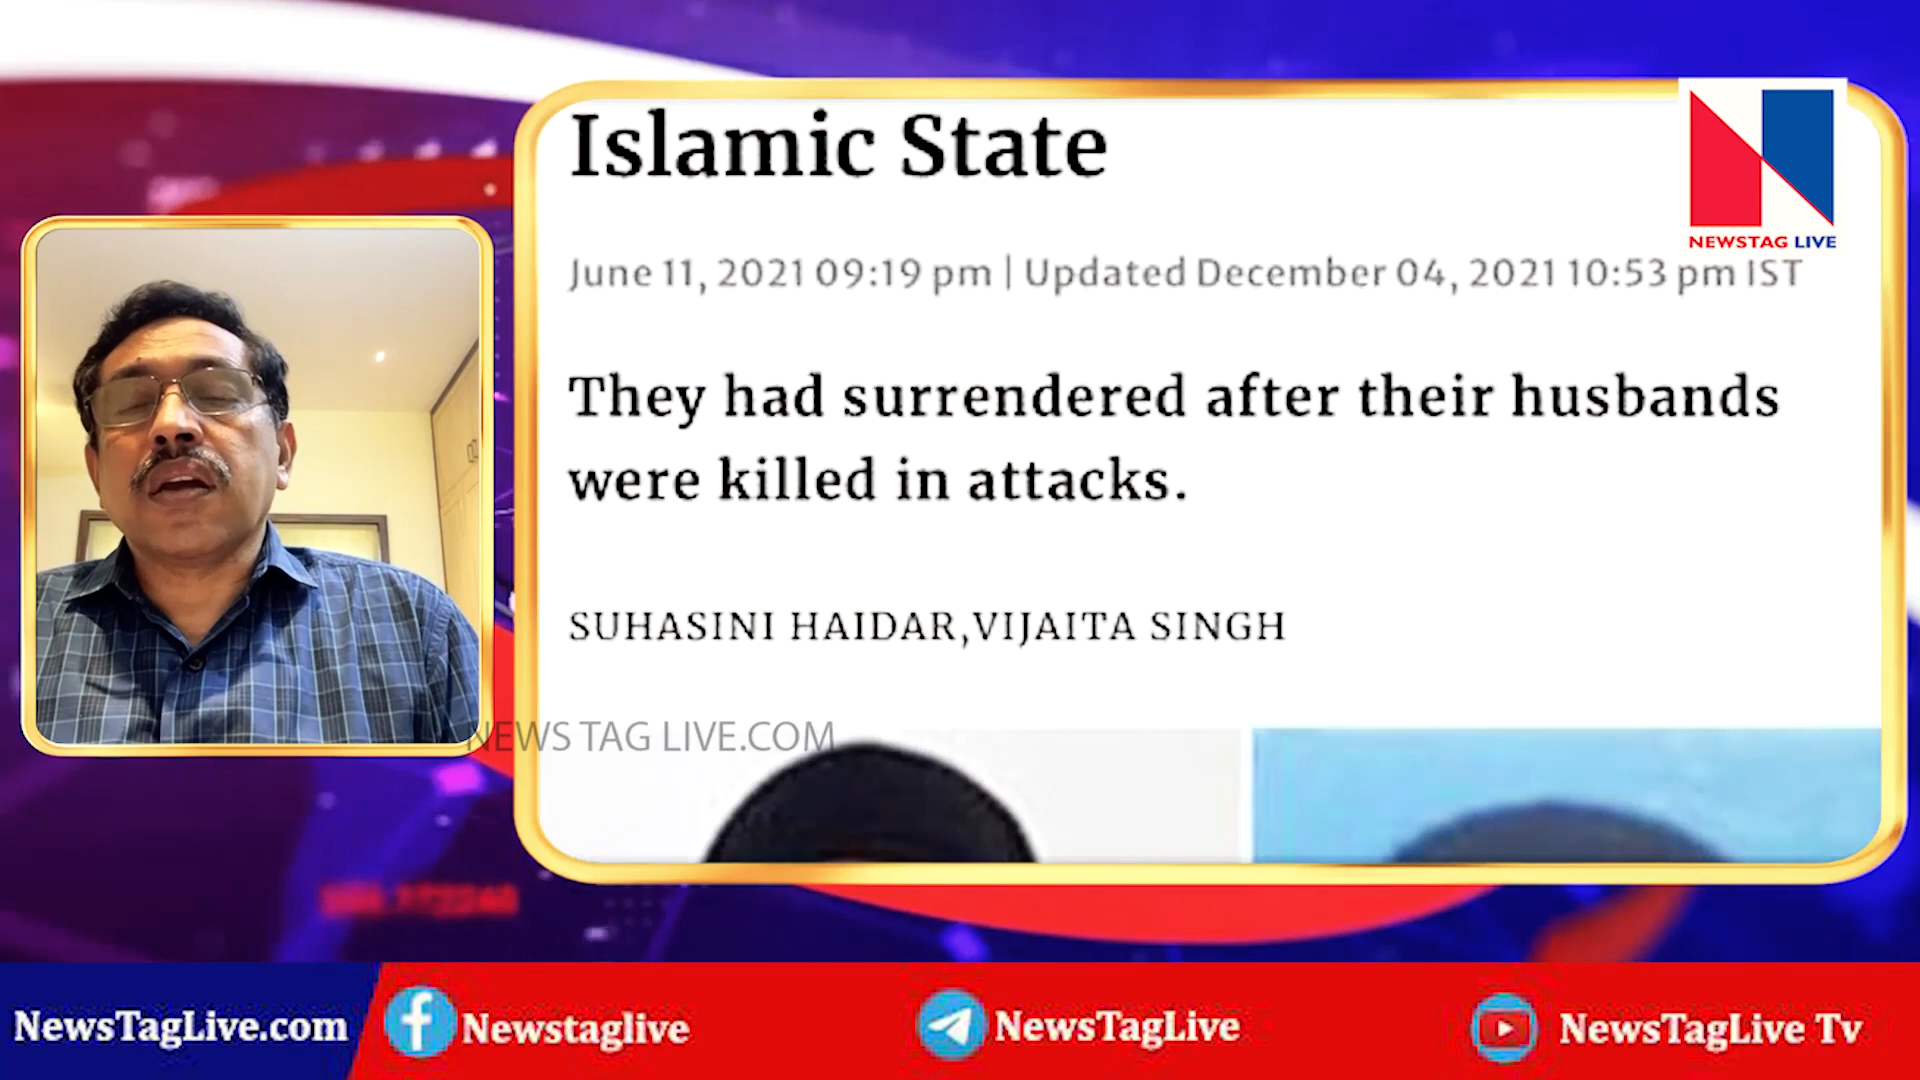 Islamic State
NEWSTAG LIVE
June 11, 2021 09:19 pm | Updated December 04, 2021 10:53 pm IST
They had surrendered after their husbands
were killed in attacks.
SUHASINI HAIDAR,VIJAITA SINGH
NEWS TAG LIVE.COM
NewsTagLive.com
Newstaglive
NewsTagLive
NewsTagLive Tv